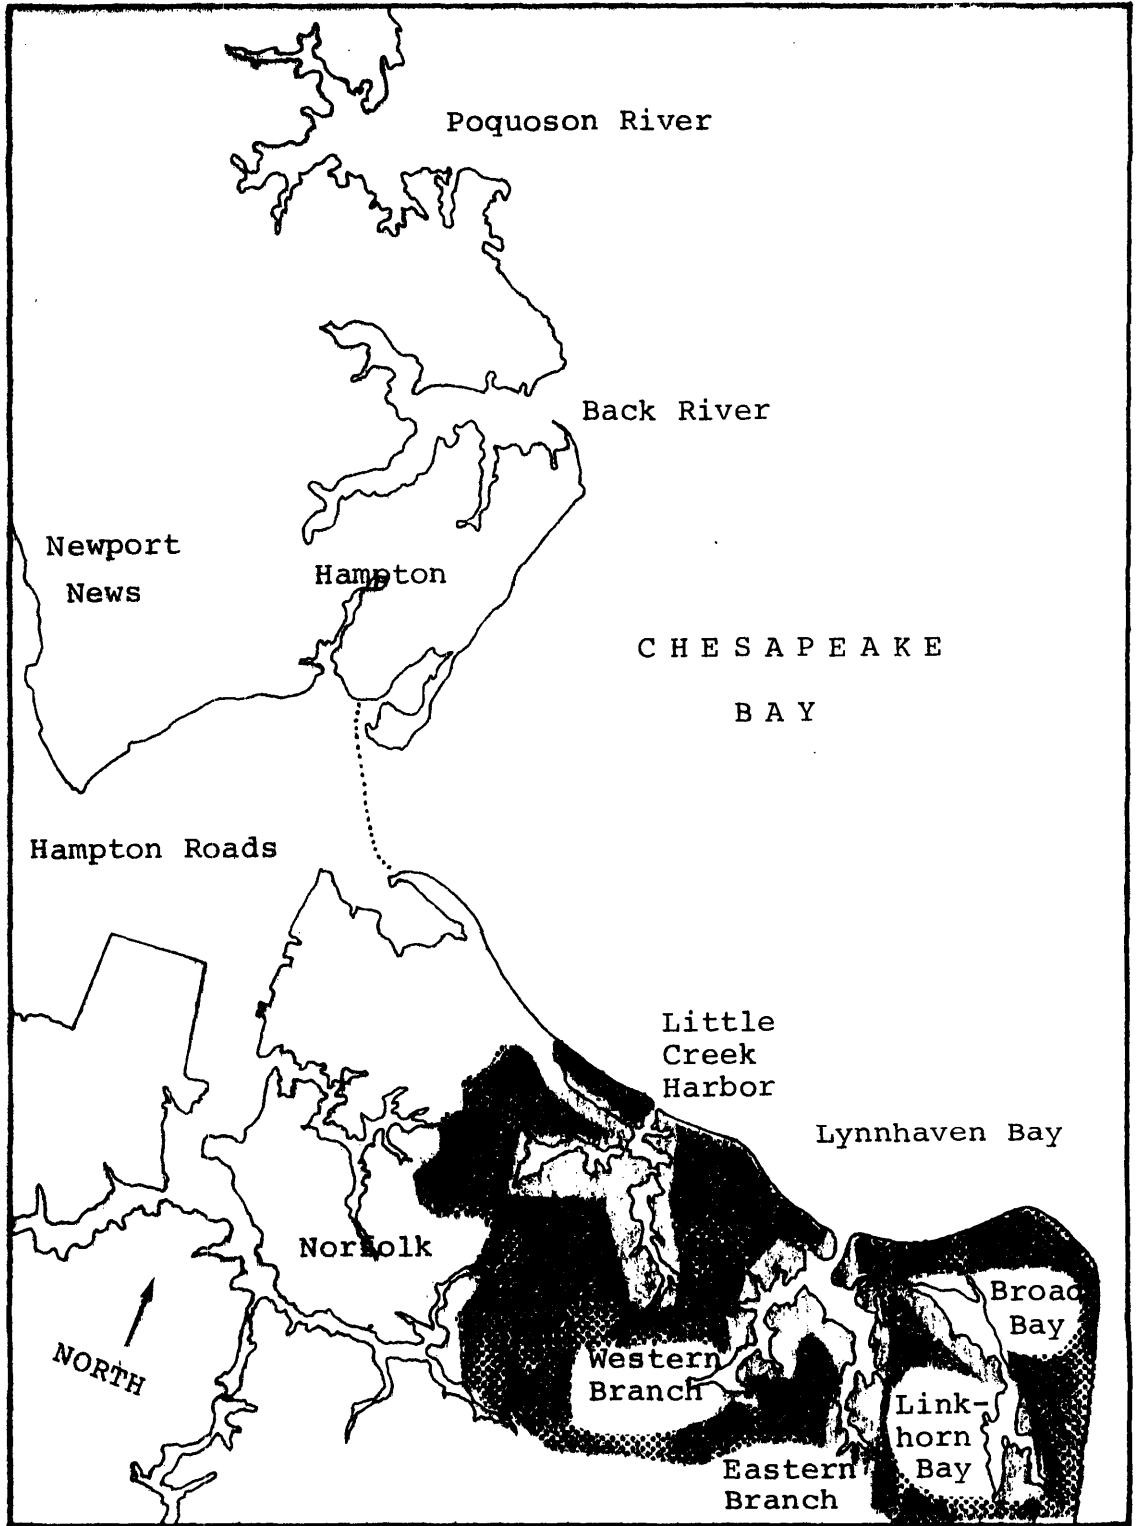 Poquoson River
Back River
Newport
News
Hampton
CHESAPEAKE
BAY
Hampton Roads
Little
Creek
Harbor
Lynnhaven Bay
Norfolk
NORTH
Broad
Bay
Western
Branch
Link-
horn
Bay
Eastern
Branch